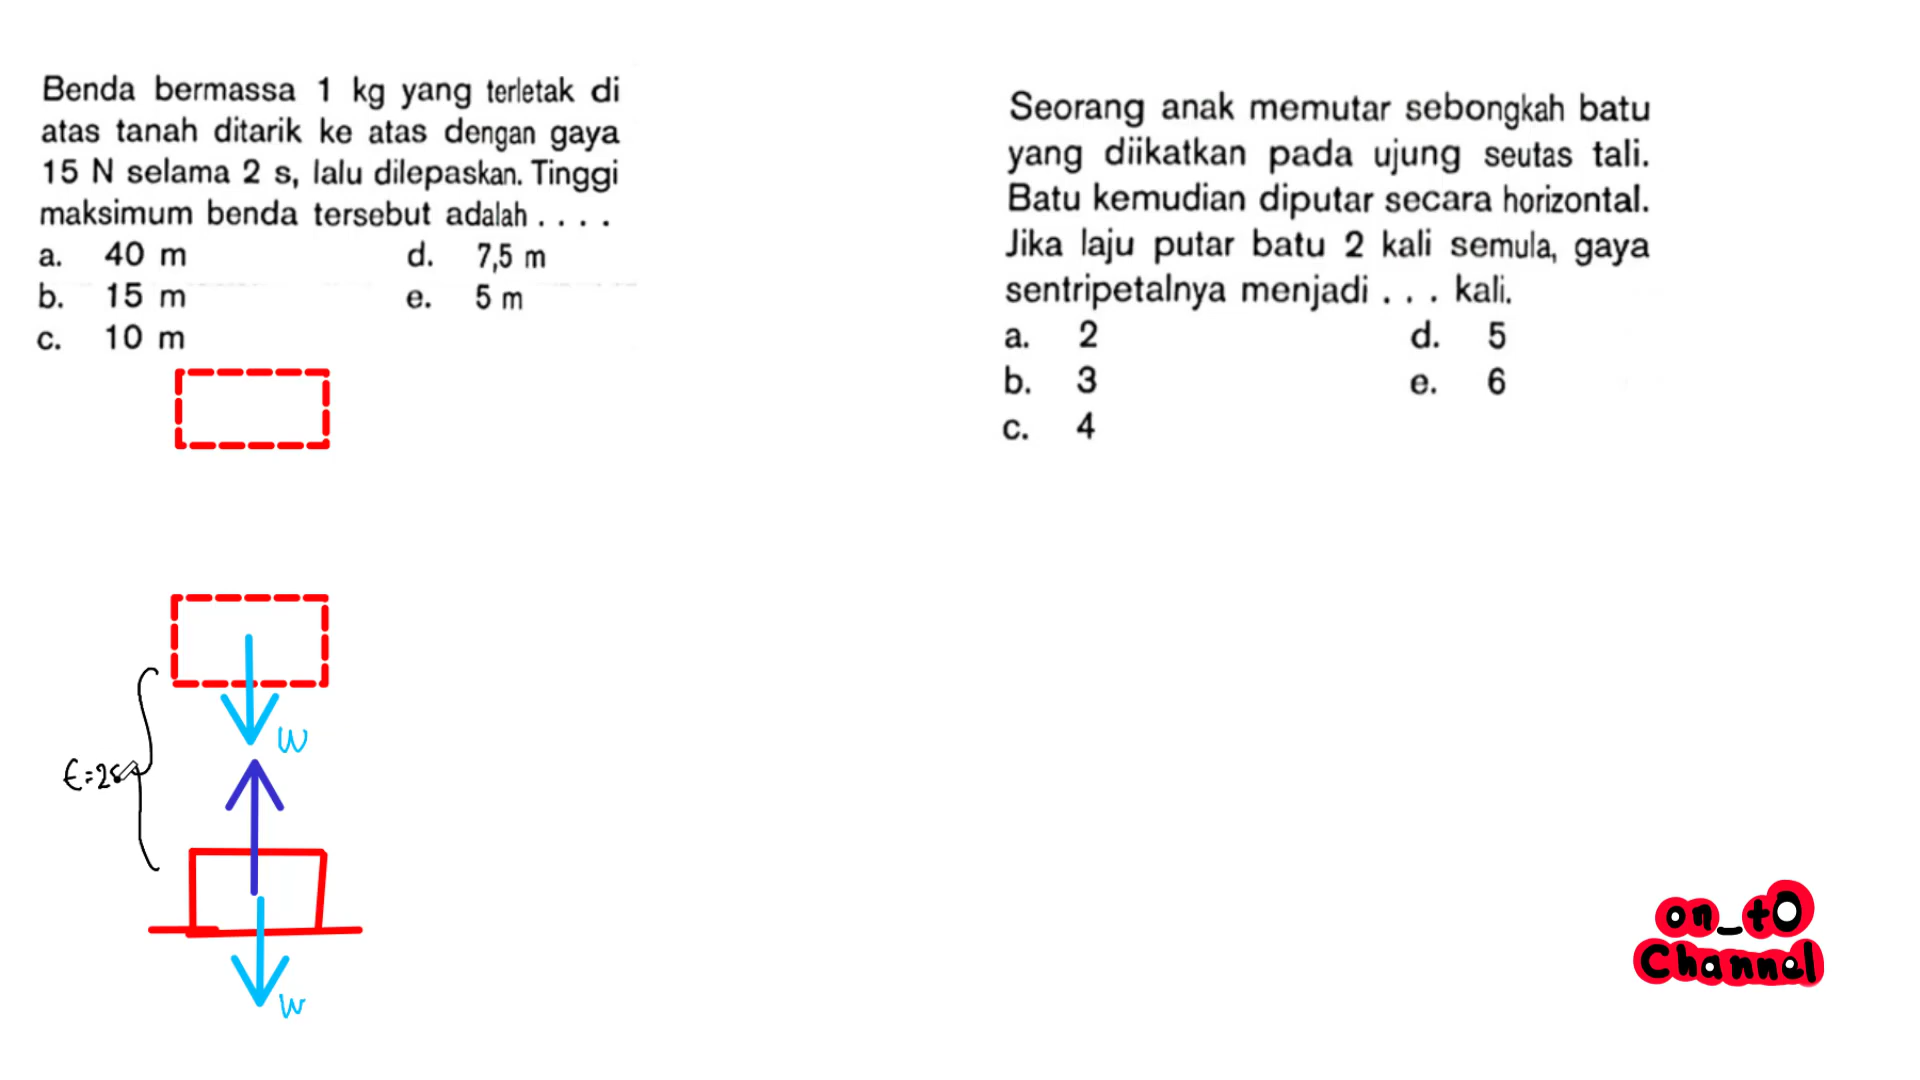 Benda bermassa 1 kg yang terletak di
atas tanah ditarik ke atas dengan gaya
15 N selama 2 s, lalu dilepaskan. Tinggi
maksimum benda tersebut adalah . . . .
a. 40 m d. 7,5 m
b. 15 m e. 5 m
c. 10 m
W
W
Seorang anak memutar sebongkah batu
yang diikatkan pada ujung seutas tali.
Batu kemudian diputar secara horizontal.
Jika laju putar batu 2 kali semula, gaya
sentripetalnya menjadi . . . kali.
a. 2 d. 5
b. 3 e. 6
c. 4
on_tO
Channel